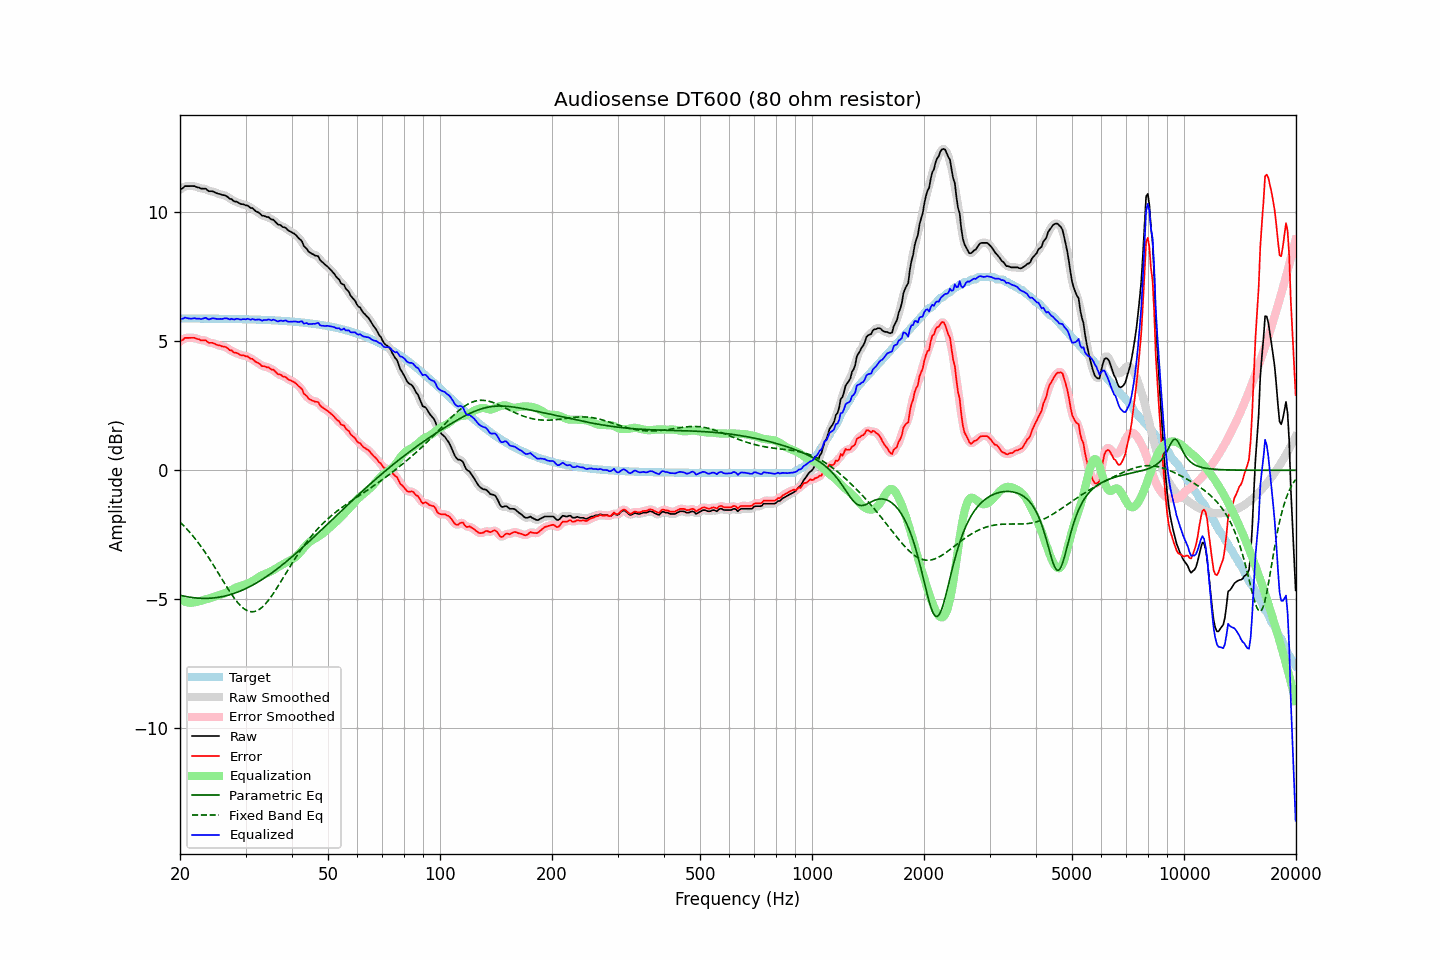 Audiosense DT600 (80 ohm resistor)
Amplitude (dBr)
10
5
0
−5
−10
Target
Raw Smoothed
Error Smoothed
Raw
Error
Equalization
Parametric Eq
Fixed Band Eq
Equalized
20 50 100 200 500 1000 2000 5000 10000 20000
Frequency (Hz)